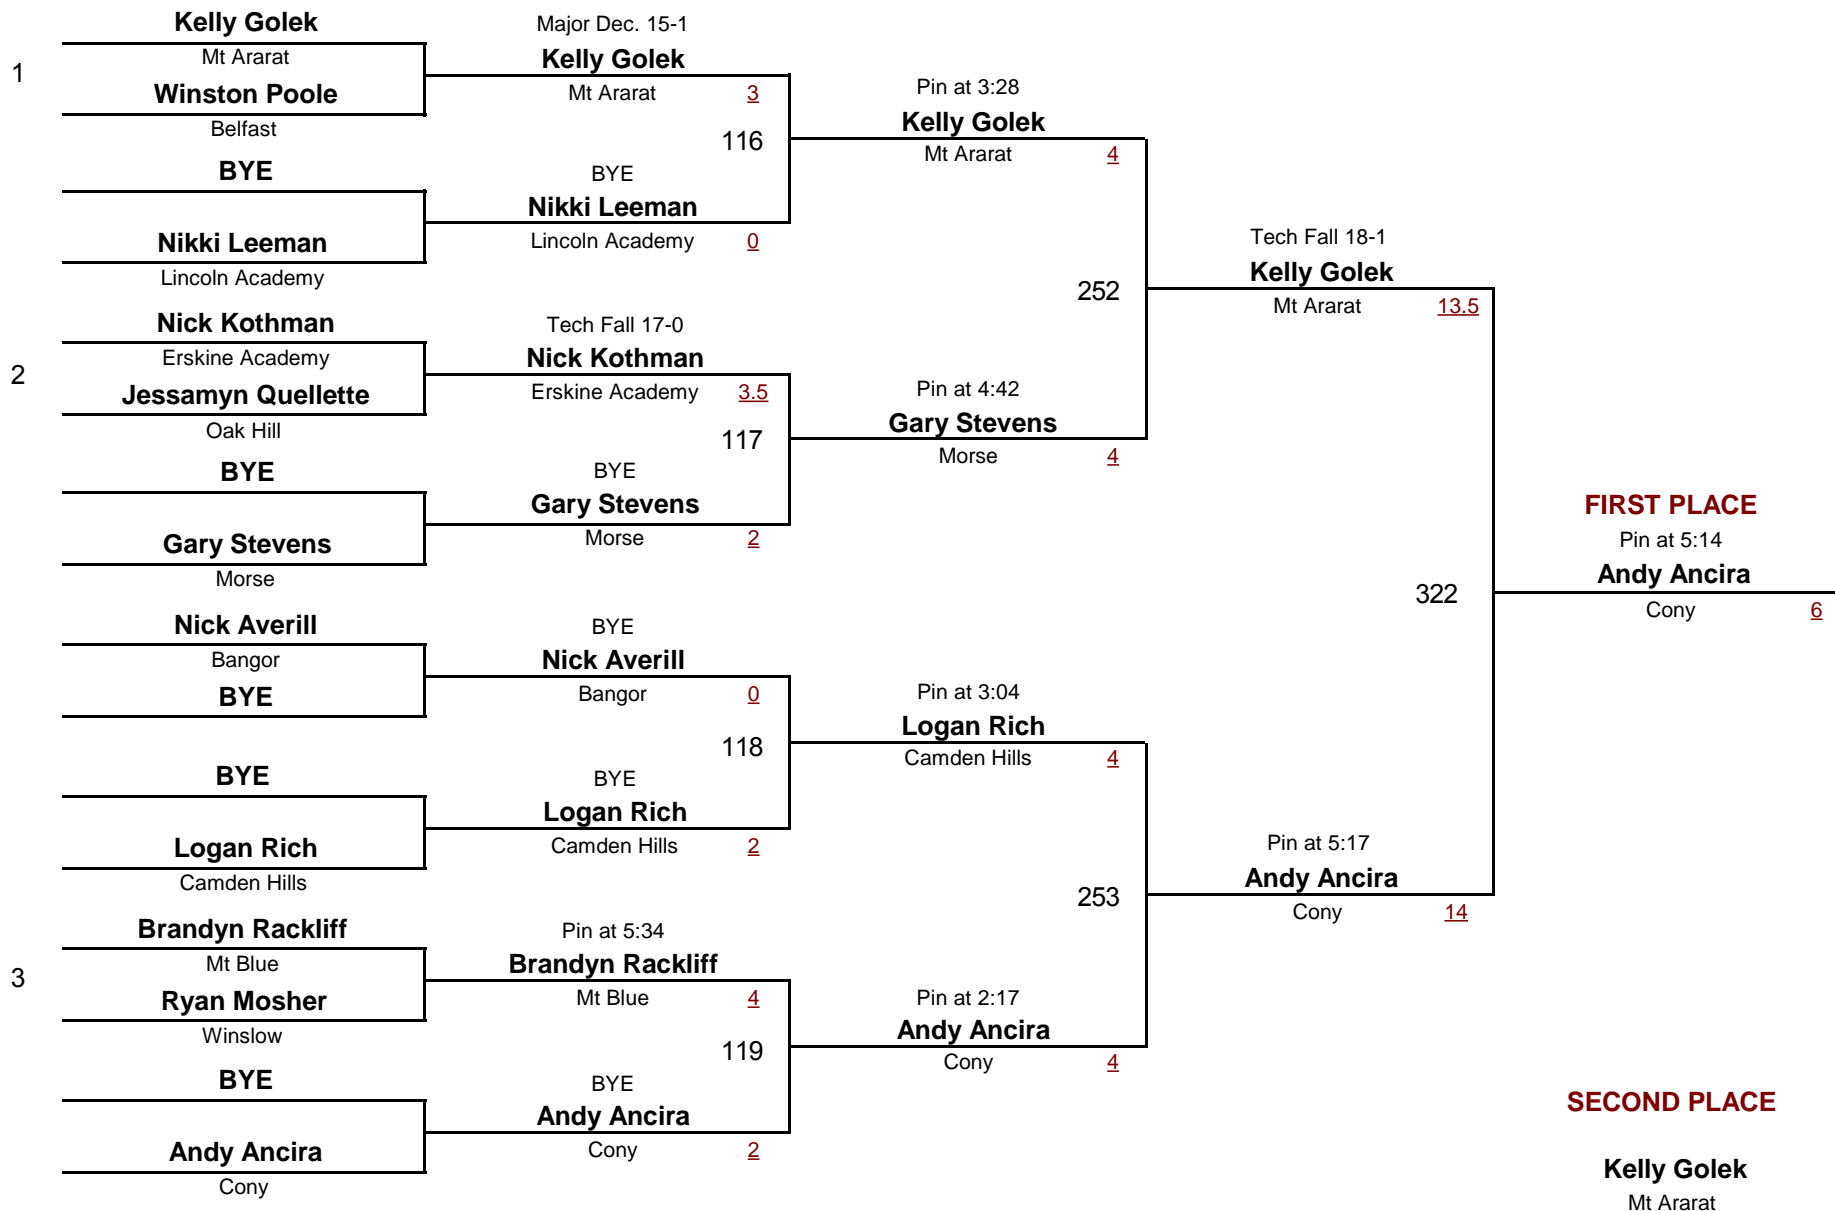 Kelly Golek
Mt Ararat
1
Winston Poole
Belfast
BYE
Nikki Leeman
Lincoln Academy
Nick Kothman
Erskine Academy
2
Jessamyn Quellette
Oak Hill
BYE
Gary Stevens
Morse
Nick Averill
Bangor
BYE
BYE
Logan Rich
Camden Hills
Brandyn Rackliff
Mt Blue
3
Ryan Mosher
Winslow
BYE
Andy Ancira
Cony
Major Dec. 15-1
Kelly Golek
Mt Ararat 3
116
BYE
Nikki Leeman
Lincoln Academy 0
Tech Fall 17-0
Nick Kothman
Erskine Academy 3.5
117
BYE
Gary Stevens
Morse 2
BYE
Nick Averill
Bangor 0
118
BYE
Logan Rich
Camden Hills 2
Pin at 5:34
Brandyn Rackliff
Mt Blue 4
119
BYE
Andy Ancira
Cony 2
Pin at 3:28
Kelly Golek
Mt Ararat 4
252
Pin at 4:42
Gary Stevens
Morse 4
Pin at 3:04
Logan Rich
Camden Hills 4
253
Pin at 2:17
Andy Ancira
Cony 4
Tech Fall 18-1
Kelly Golek
Mt Ararat 13.5
322
Pin at 5:17
Andy Ancira
Cony 14
FIRST PLACE
Pin at 5:14
Andy Ancira
Cony 6
SECOND PLACE
Kelly Golek
Mt Ararat